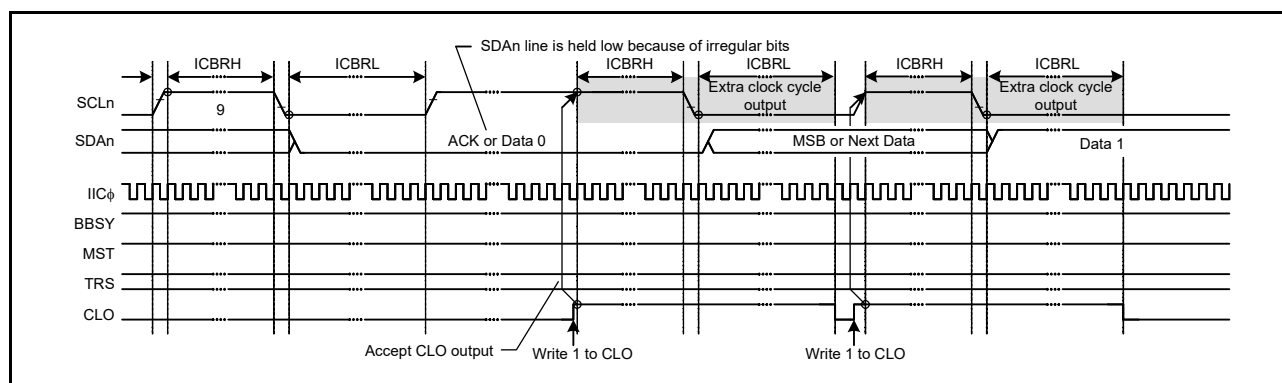 SDAn line is held low because of irregular bits
ICBRH
ICBRL
ICBRH
ICBRL
ICBRH
ICBRL
SCLn
9
Extra clock cycle
output
Extra clock cycle
output
SDAn
ACK or Data 0
MSB or Next Data
Data 1
IICϕ
BBSY
MST
TRS
CLO
Accept CLO output
Write 1 to CLO
Write 1 to CLO